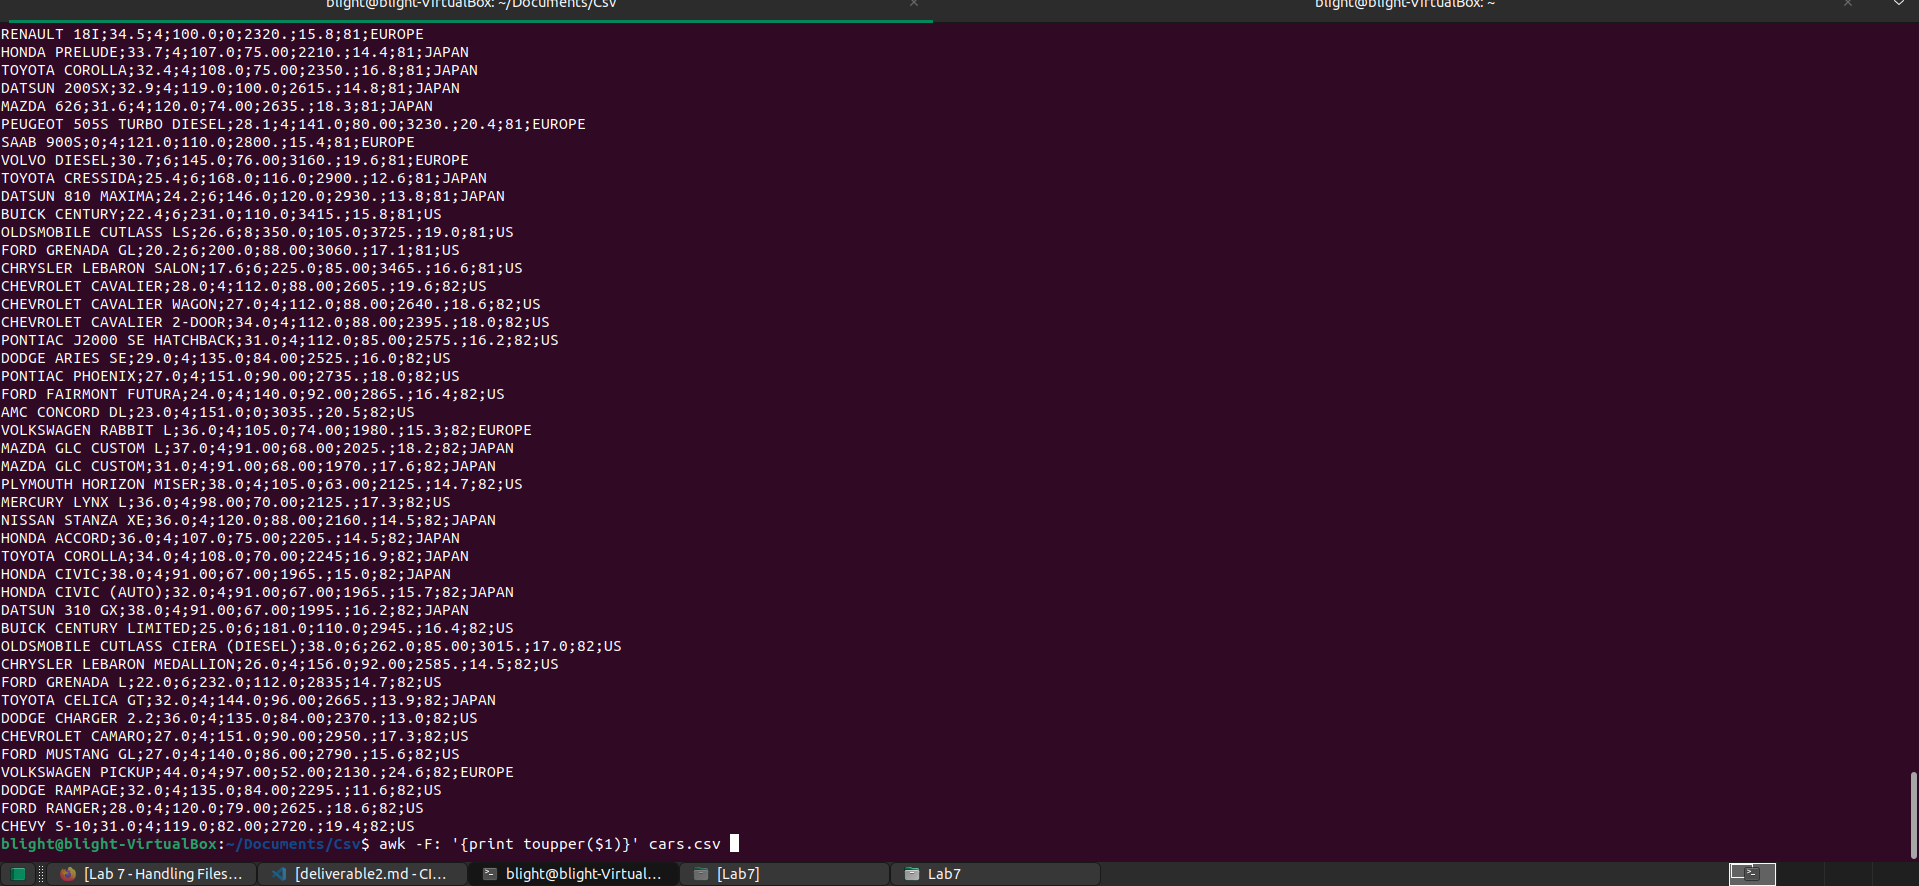 blight@blight-VirtualBox: ~/Documents/Csv
blight@blight-VirtualBox: ~
RENAULT 18I;34.5;4;100.0;0;2320.;15.8;81;EUROPE
HONDA PRELUDE;33.7;4;107.0;75.00;2210.;14.4;81;JAPAN
TOYOTA COROLLA;32.4;4;108.0;75.00;2350.;16.8;81;JAPAN
DATSUN 200SX;32.9;4;119.0;100.0;2615.;14.8;81;JAPAN
MAZDA 626;31.6;4;120.0;74.00;2635.;18.3;81;JAPAN
PEUGEOT 505S TURBO DIESEL;28.1;4;141.0;80.00;3230.;20.4;81;EUROPE
SAAB 900S;0;4;121.0;110.0;2800.;15.4;81;EUROPE
VOLVO DIESEL;30.7;6;145.0;76.00;3160.;19.6;81;EUROPE
TOYOTA CRESSIDA;25.4;6;168.0;116.0;2900.;12.6;81;JAPAN
DATSUN 810 MAXIMA;24.2;6;146.0;120.0;2930.;13.8;81;JAPAN
BUICK CENTURY;22.4;6;231.0;110.0;3415.;15.8;81;US
OLDSMOBILE CUTLASS LS;26.6;8;350.0;105.0;3725.;19.0;81;US
FORD GRENADA GL;20.2;6;200.0;88.00;3060.;17.1;81;US
CHRYSLER LEBARON SALON;17.6;6;225.0;85.00;3465.;16.6;81;US
CHEVROLET CAVALIER;28.0;4;112.0;88.00;2605.;19.6;82;US
CHEVROLET CAVALIER WAGON;27.0;4;112.0;88.00;2640.;18.6;82;US
CHEVROLET CAVALIER 2-DOOR;34.0;4;112.0;88.00;2395.;18.0;82;US
PONTIAC J2000 SE HATCHBACK;31.0;4;112.0;85.00;2575.;16.2;82;US
DODGE ARIES SE;29.0;4;135.0;84.00;2525.;16.0;82;US
PONTIAC PHOENIX;27.0;4;151.0;90.00;2735.;18.0;82;US
FORD FAIRMONT FUTURA;24.0;4;140.0;92.00;2865.;16.4;82;US
AMC CONCORD DL;23.0;4;151.0;0;3035.;20.5;82;US
VOLKSWAGEN RABBIT L;36.0;4;105.0;74.00;1980.;15.3;82;EUROPE
MAZDA GLC CUSTOM L;37.0;4;91.00;68.00;2025.;18.2;82;JAPAN
MAZDA GLC CUSTOM;31.0;4;91.00;68.00;1970.;17.6;82;JAPAN
PLYMOUTH HORIZON MISER;38.0;4;105.0;63.00;2125.;14.7;82;US
MERCURY LYNX L;36.0;4;98.00;70.00;2125.;17.3;82;US
NISSAN STANZA XE;36.0;4;120.0;88.00;2160.;14.5;82;JAPAN
HONDA ACCORD;36.0;4;107.0;75.00;2205.;14.5;82;JAPAN
TOYOTA COROLLA;34.0;4;108.0;70.00;2245;16.9;82;JAPAN
HONDA CIVIC;38.0;4;91.00;67.00;1965.;15.0;82;JAPAN
HONDA CIVIC (AUTO);32.0;4;91.00;67.00;1965.;15.7;82;JAPAN
DATSUN 310 GX;38.0;4;91.00;67.00;1995.;16.2;82;JAPAN
BUICK CENTURY LIMITED;25.0;6;181.0;110.0;2945.;16.4;82;US
OLDSMOBILE CUTLASS CIERA (DIESEL);38.0;6;262.0;85.00;3015.;17.0;82;US
CHRYSLER LEBARON MEDALLION;26.0;4;156.0;92.00;2585.;14.5;82;US
FORD GRENADA L;22.0;6;232.0;112.0;2835;14.7;82;US
TOYOTA CELICA GT;32.0;4;144.0;96.00;2665.;13.9;82;JAPAN
DODGE CHARGER 2.2;36.0;4;135.0;84.00;2370.;13.0;82;US
CHEVROLET CAMARO;27.0;4;151.0;90.00;2950.;17.3;82;US
FORD MUSTANG GL;27.0;4;140.0;86.00;2790.;15.6;82;US
VOLKSWAGEN PICKUP;44.0;4;97.00;52.00;2130.;24.6;82;EUROPE
DODGE RAMPAGE;32.0;4;135.0;84.00;2295.;11.6;82;US
FORD RANGER;28.0;4;120.0;79.00;2625.;18.6;82;US
CHEVY S-10;31.0;4;119.0;82.00;2720.;19.4;82;US
blight@blight-VirtualBox:~/Documents/Csv$ awk -F: '{print toupper($1)}' cars.csv
[Lab 7 - Handling Files... [deliverable2.md - CI... blight@blight-Virtual... [Lab7] Lab7